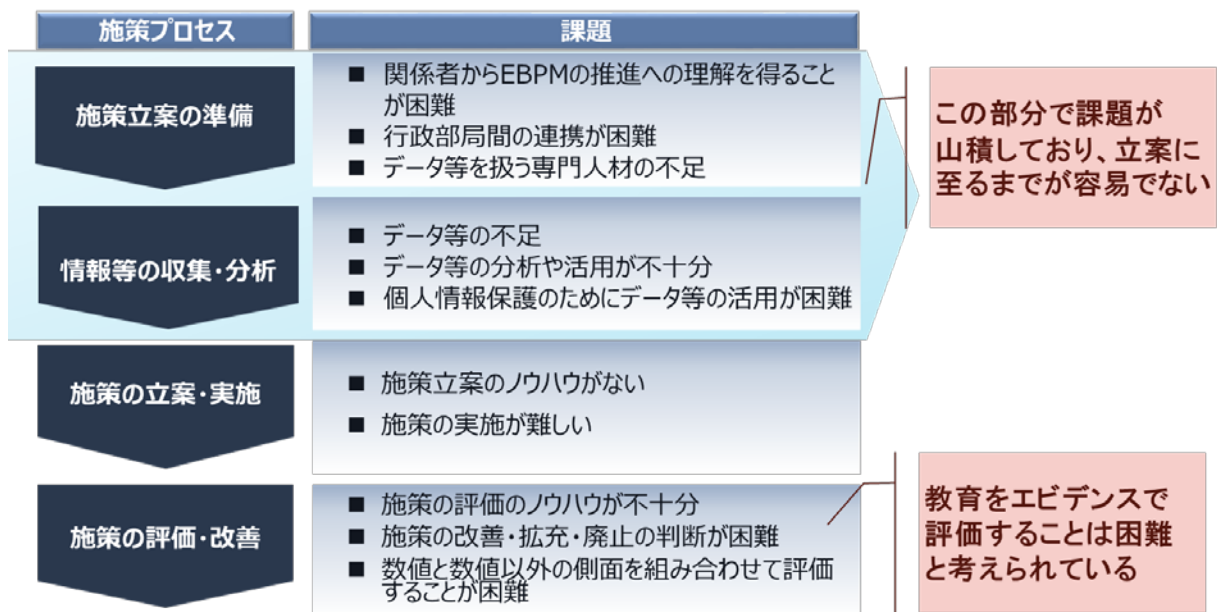 施策プロセス
課題
施策立案の準備
■ 関係者からEBPMの推進への理解を得ること
が困難
■ 行政部局間の連携が困難
■ データ等を扱う専門人材の不足
この部分で課題が
山積しており、立案に
至るまでが容易でない
情報等の収集・分析
■ データ等の不足
■ データ等の分析や活用が不十分
■ 個人情報保護のためにデータ等の活用が困難
施策の立案・実施
■ 施策立案のノウハウがない
■ 施策の実施が難しい
施策の評価・改善
■ 施策の評価のノウハウが不十分
■ 施策の改善・拡充・廃止の判断が困難
■ 数値と数値以外の側面を組み合わせて評価
することが困難
教育をエビデンスで
評価することは困難
と考えられている